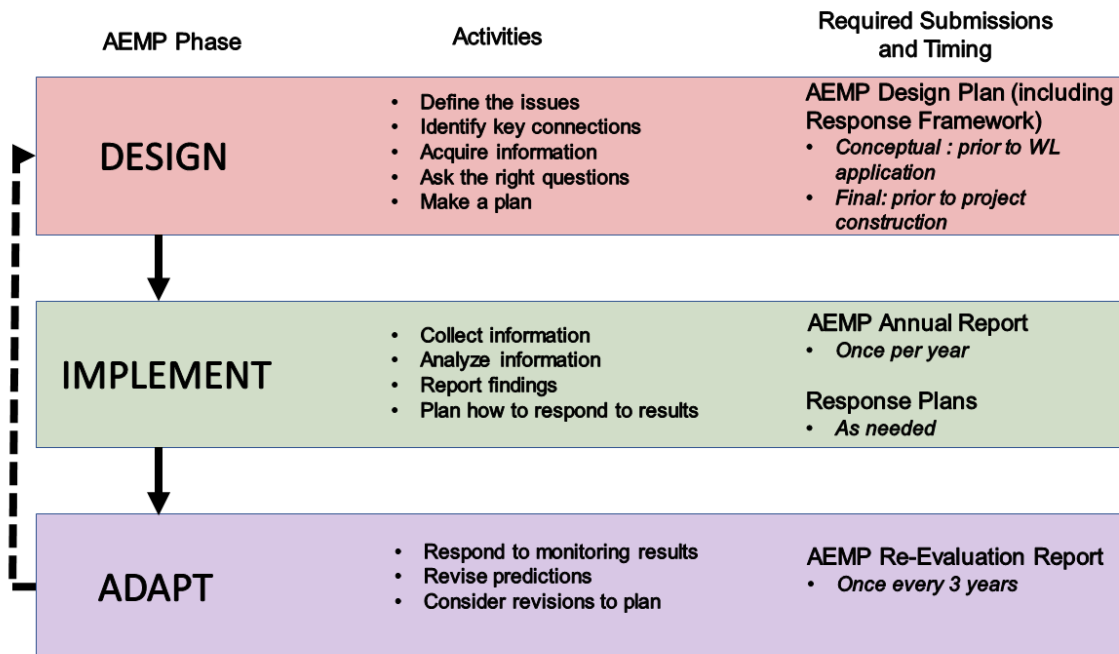 AEMP Phase
Activities
Required Submissions
and Timing
DESIGN
• Define the issues
• Identify key connections
• Acquire information
• Ask the right questions
• Make a plan
AEMP Design Plan (including
Response Framework)
• Conceptual : prior to WL
application
• Final: prior to project
construction
IMPLEMENT
• Collect information
• Analyze information
• Report findings
• Plan how to respond to results
AEMP Annual Report
• Once per year
Response Plans
• As needed
ADAPT
• Respond to monitoring results
• Revise predictions
• Consider revisions to plan
AEMP Re-Evaluation Report
• Once every 3 years